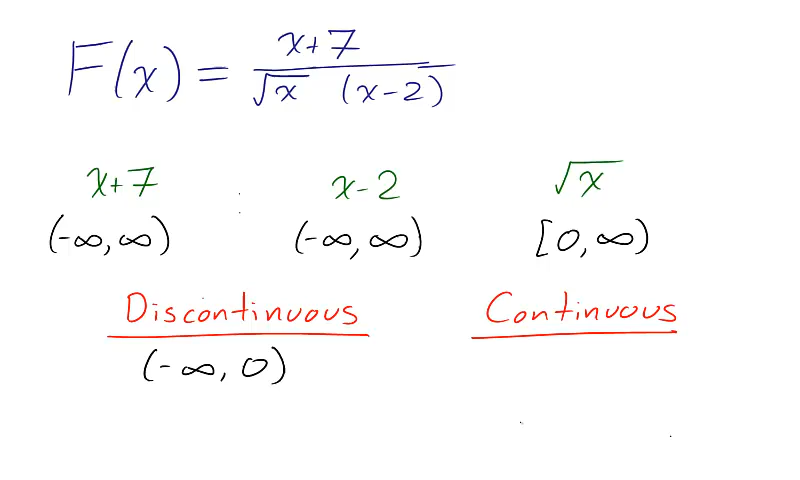 F(x) = x+7 / √x (x-2)
x+7 x-2 √x
(-∞,∞) (-∞,∞) [0,∞)
Discontinuous Continuous
(-∞,0)